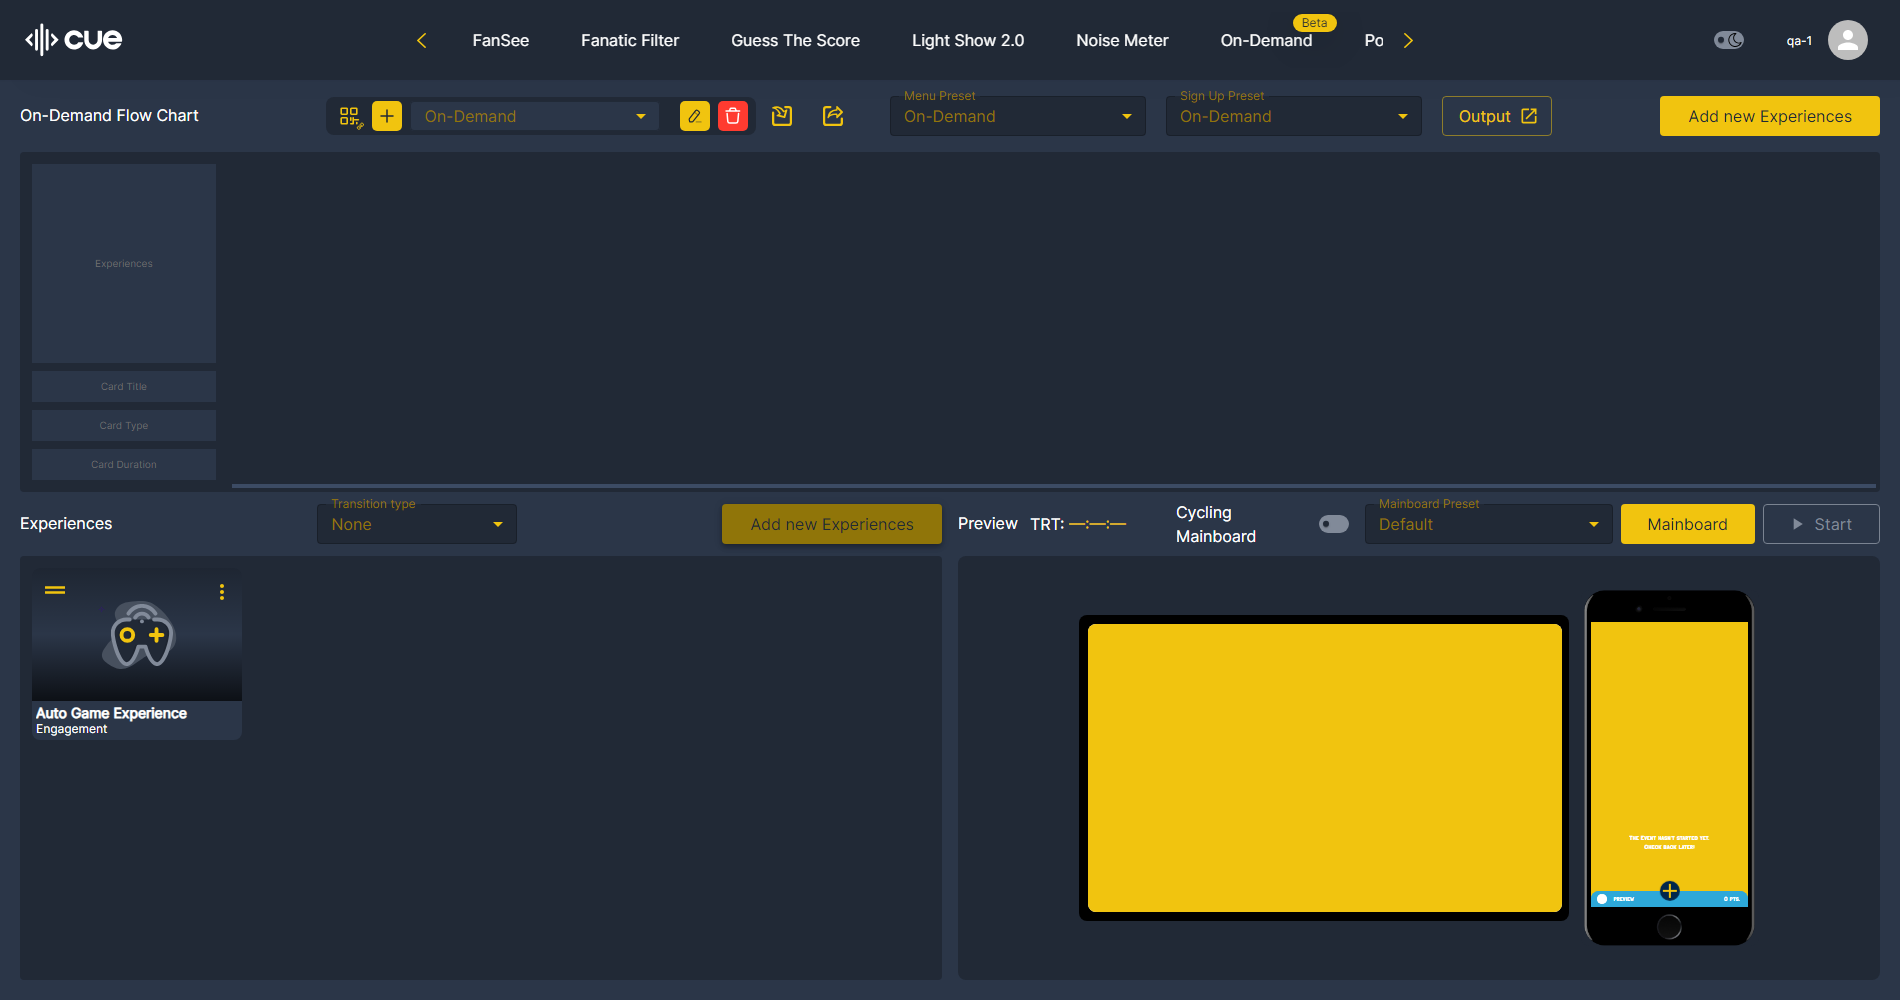 cue
FanSee
Fanatic Filter
Guess The Score
Light Show 2.0
Noise Meter
On-Demand
Beta
Po
qa-1
On-Demand Flow Chart
On-Demand
Menu Preset
On-Demand
Sign Up Preset
On-Demand
Output
Add new Experiences
Experiences
Card Title
Card Type
Card Duration
Experiences
Transition type
None
Add new Experiences
Preview
TRT: —:—:—
Cycling
Mainboard
Mainboard Preset
Default
Mainboard
Start
Auto Game Experience
Engagement
Check back later!
PREVIEW